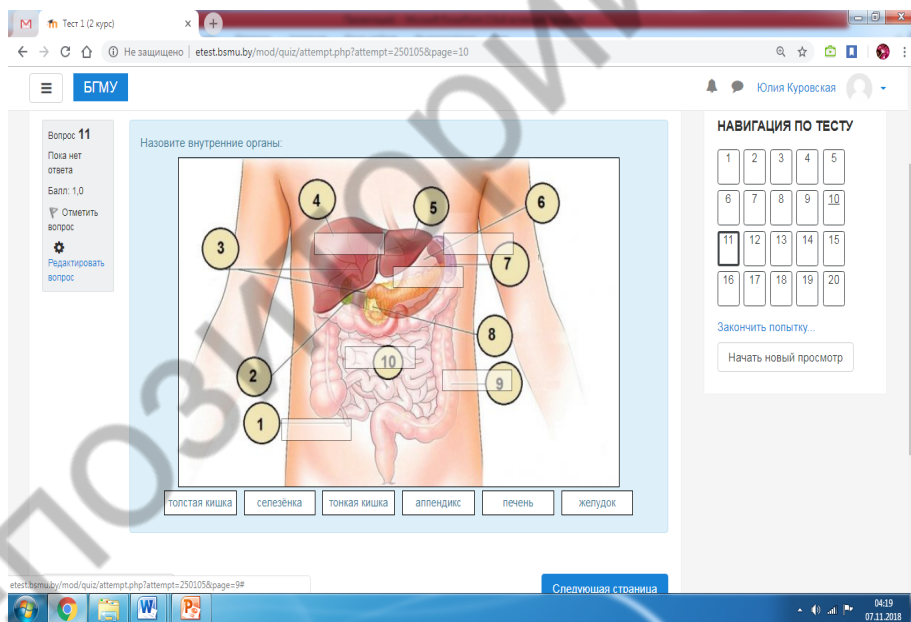 Тест 1 (2 курс)
Не защищено | etest.bsmu.by/mod/quiz/attempt.php?attempt=250105&page=10
БГМУ
Юлия Куровская
Вопрос 11
Пока нет
ответа
Балл: 1,0
Отметить
вопрос
Редактировать
вопрос
Назовите внутренние органы:
4
5
6
3
7
8
2
10
9
1
толстая кишка
селезёнка
тонкая кишка
аппендикс
печень
желудок
НАВИГАЦИЯ ПО ТЕСТУ
1 2 3 4 5
6 7 8 9 10
11 12 13 14 15
16 17 18 19 20
Закончить попытку...
Начать новый просмотр
Следующая страница
etest.bsmu.by/mod/quiz/attempt.php?attempt=250105&page=9#
04:19
07.11.2018